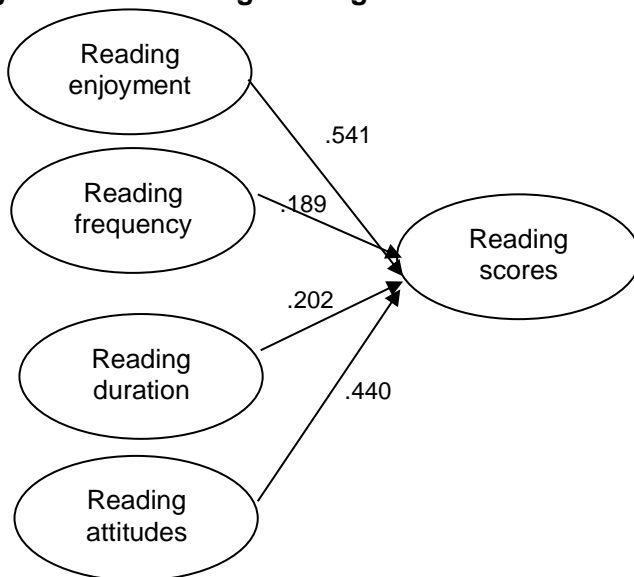 Reading
enjoyment
.541
Reading
frequency
.189
Reading
scores
.202
Reading
duration
.440
Reading
attitudes